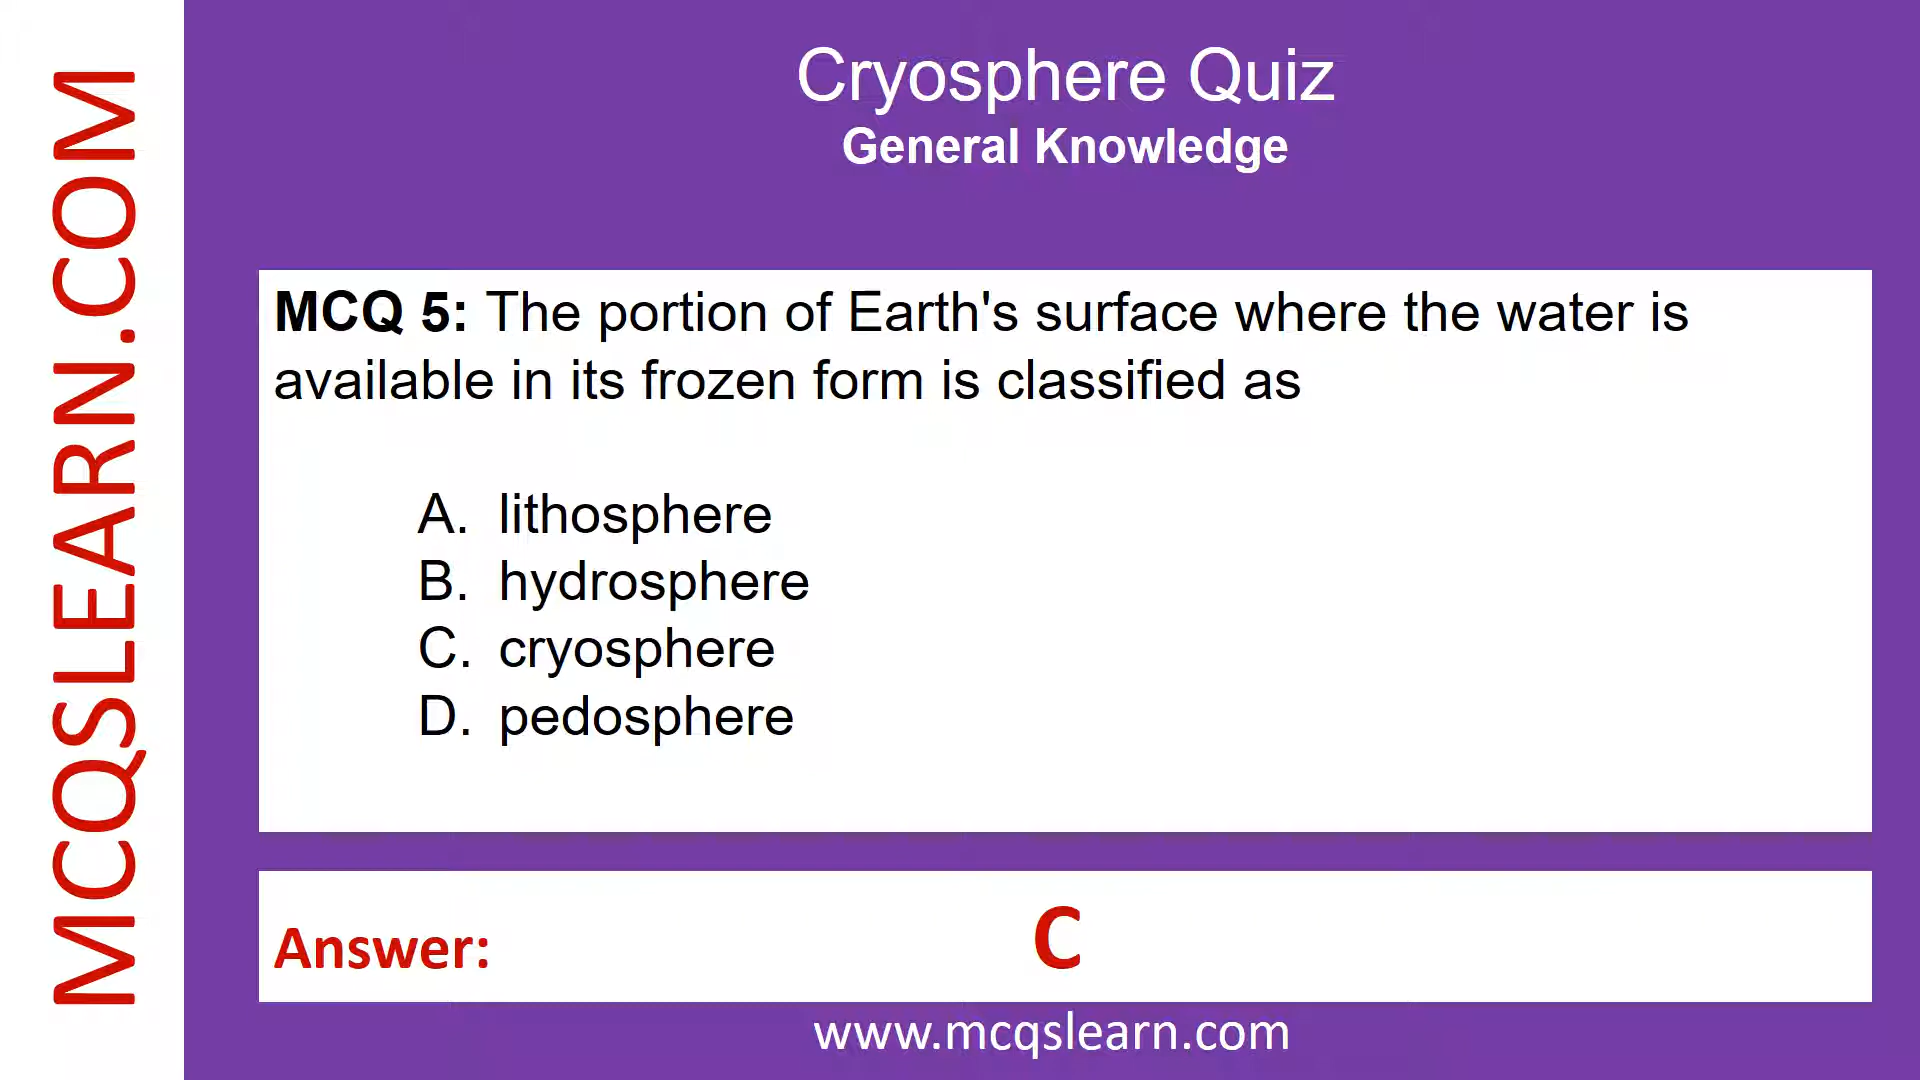 MCQSLEARN.COM
Cryosphere Quiz
General Knowledge
MCQ 5: The portion of Earth's surface where the water is
available in its frozen form is classified as
A. lithosphere
B. hydrosphere
C. cryosphere
D. pedosphere
Answer: C
www.mcqslearn.com